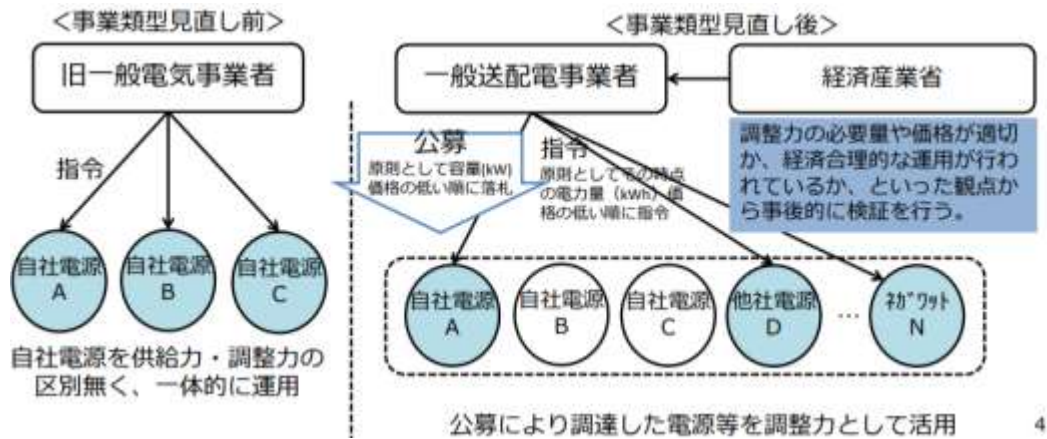 ＜事業類型見直し前＞
旧一般電気事業者
指令
自社電源
A
自社電源
B
自社電源
C
自社電源を供給力・調整力の
区別無く、一体的に運用
＜事業類型見直し後＞
一般送配電事業者
経済産業省
公募
原則として容量(kW)
価格の低い順に落札
指令
原則としてその時点
の電力量（kWh）価
格の低い順に指令
調整力の必要量や価格が適切
か、経済合理的な運用が行わ
れているか、といった観点か
ら事後的に検証を行う。
自社電源
A
自社電源
B
自社電源
C
他社電源
D
…
ﾈｶﾞﾜｯﾄ
N
公募により調達した電源等を調整力として活用
4